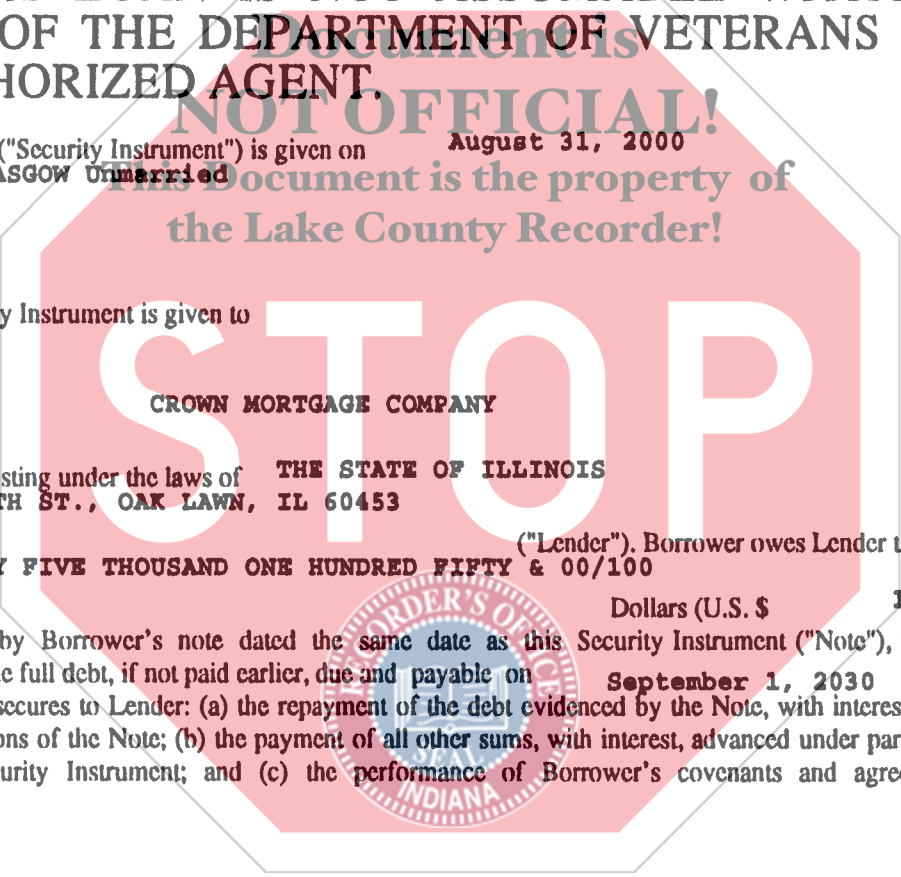 OF THE DEPARTMENT OF VETERANS
HORIZED AGENT.
Document is
NOT OFFICIAL!
This Document is the property of
the Lake County Recorder!
("Security Instrument") is given on August 31, 2000
ASGOW Unmarried
y Instrument is given to
STOP
CROWN MORTGAGE COMPANY
sting under the laws of THE STATE OF ILLINOIS
TH ST., OAK LAWN, IL 60453
("Lender"). Borrower owes Lender t
Y FIVE THOUSAND ONE HUNDRED FIFTY & 00/100
Dollars (U.S. $
by Borrower's note dated the same date as this Security Instrument ("Note"),
e full debt, if not paid earlier, due and payable on September 1, 2030
secures to Lender: (a) the repayment of the debt evidenced by the Note, with interes
ons of the Note; (b) the payment of all other sums, with interest, advanced under par
urity Instrument; and (c) the performance of Borrower's covenants and agre
RECORDER'S OFFICE
SEAL
INDIANA